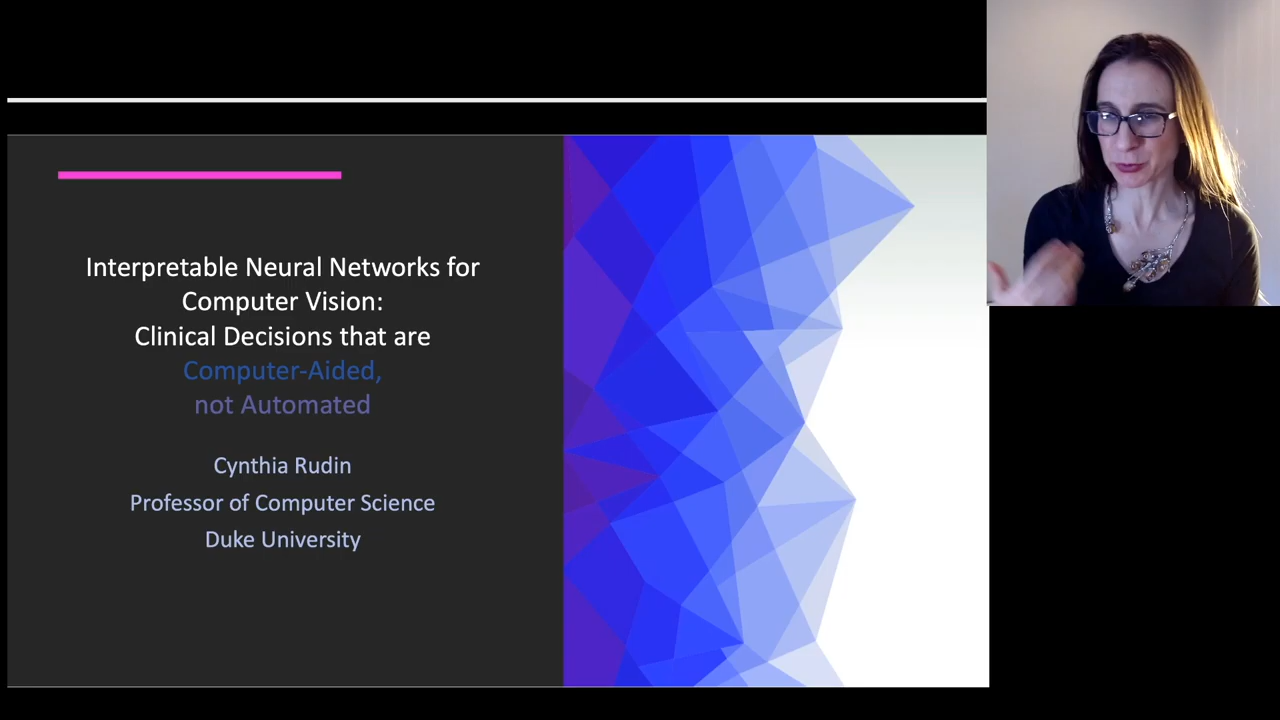 Interpretable Neural Networks for
Computer Vision:
Clinical Decisions that are
Computer-Aided,
not Automated
Cynthia Rudin
Professor of Computer Science
Duke University